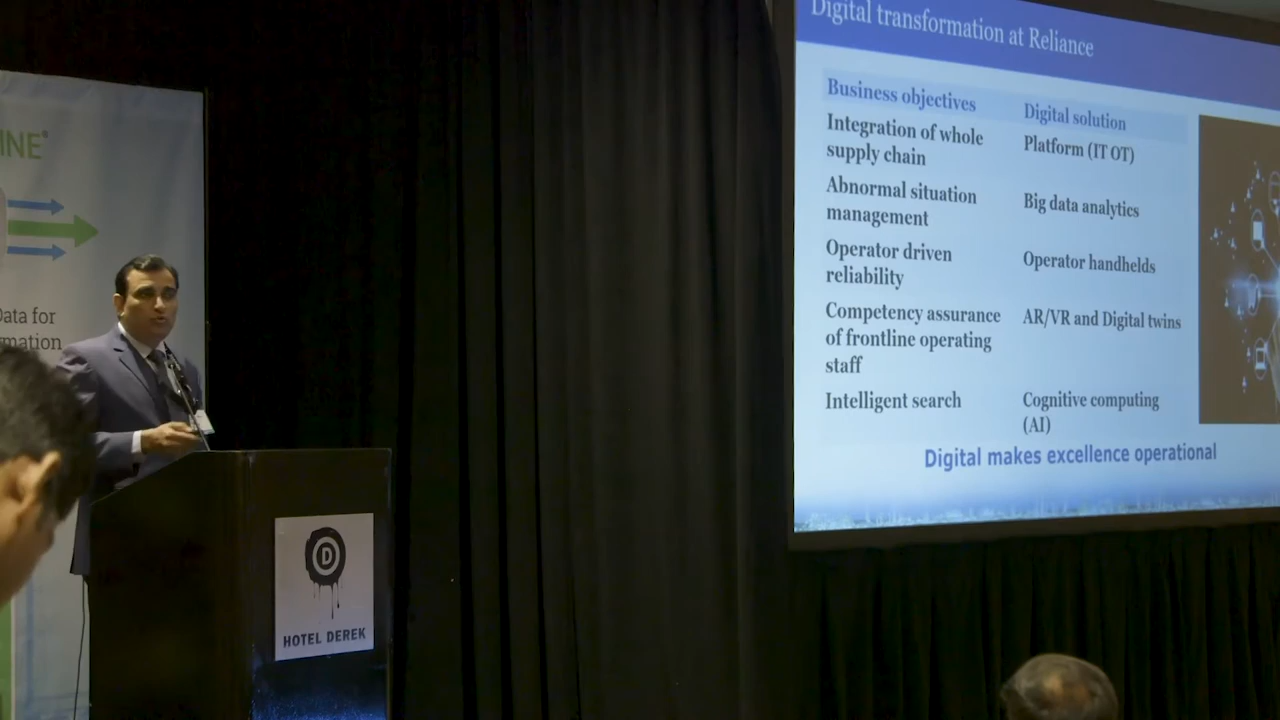 INE
Data for
mation
D
HOTEL DEREK
Digital transformation at Reliance
Business objectives
Digital solution
Integration of whole
supply chain
Platform (IT OT)
Abnormal situation
management
Big data analytics
Operator driven
reliability
Operator handhelds
Competency assurance
of frontline operating
staff
AR/VR and Digital twins
Intelligent search
Cognitive computing
(AI)
Digital makes excellence operational